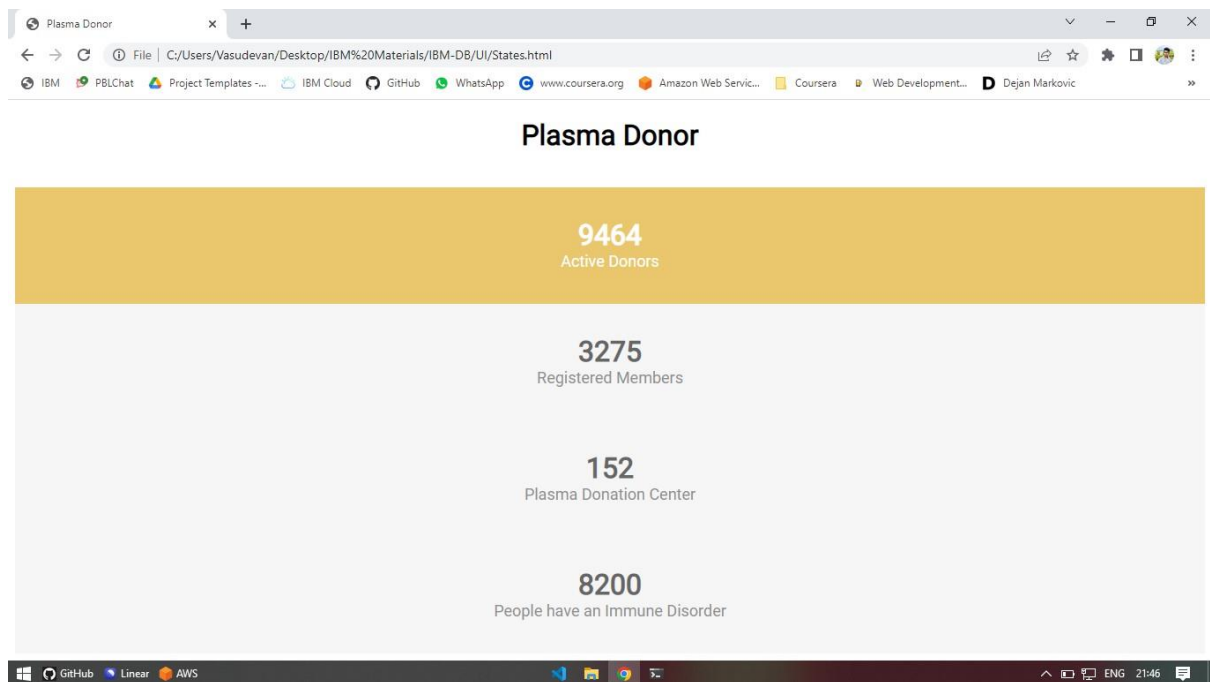 Plasma Donor
File | C:/Users/Vasudevan/Desktop/IBM%20Materials/IBM-DB/UI/States.html
IBM PBLChat Project Templates -... IBM Cloud GitHub WhatsApp www.coursera.org Amazon Web Servic... Coursera Web Development... D Dejan Markovic »
Plasma Donor
9464
Active Donors
3275
Registered Members
152
Plasma Donation Center
8200
People have an Immune Disorder
GitHub Linear AWS ENG 21:46